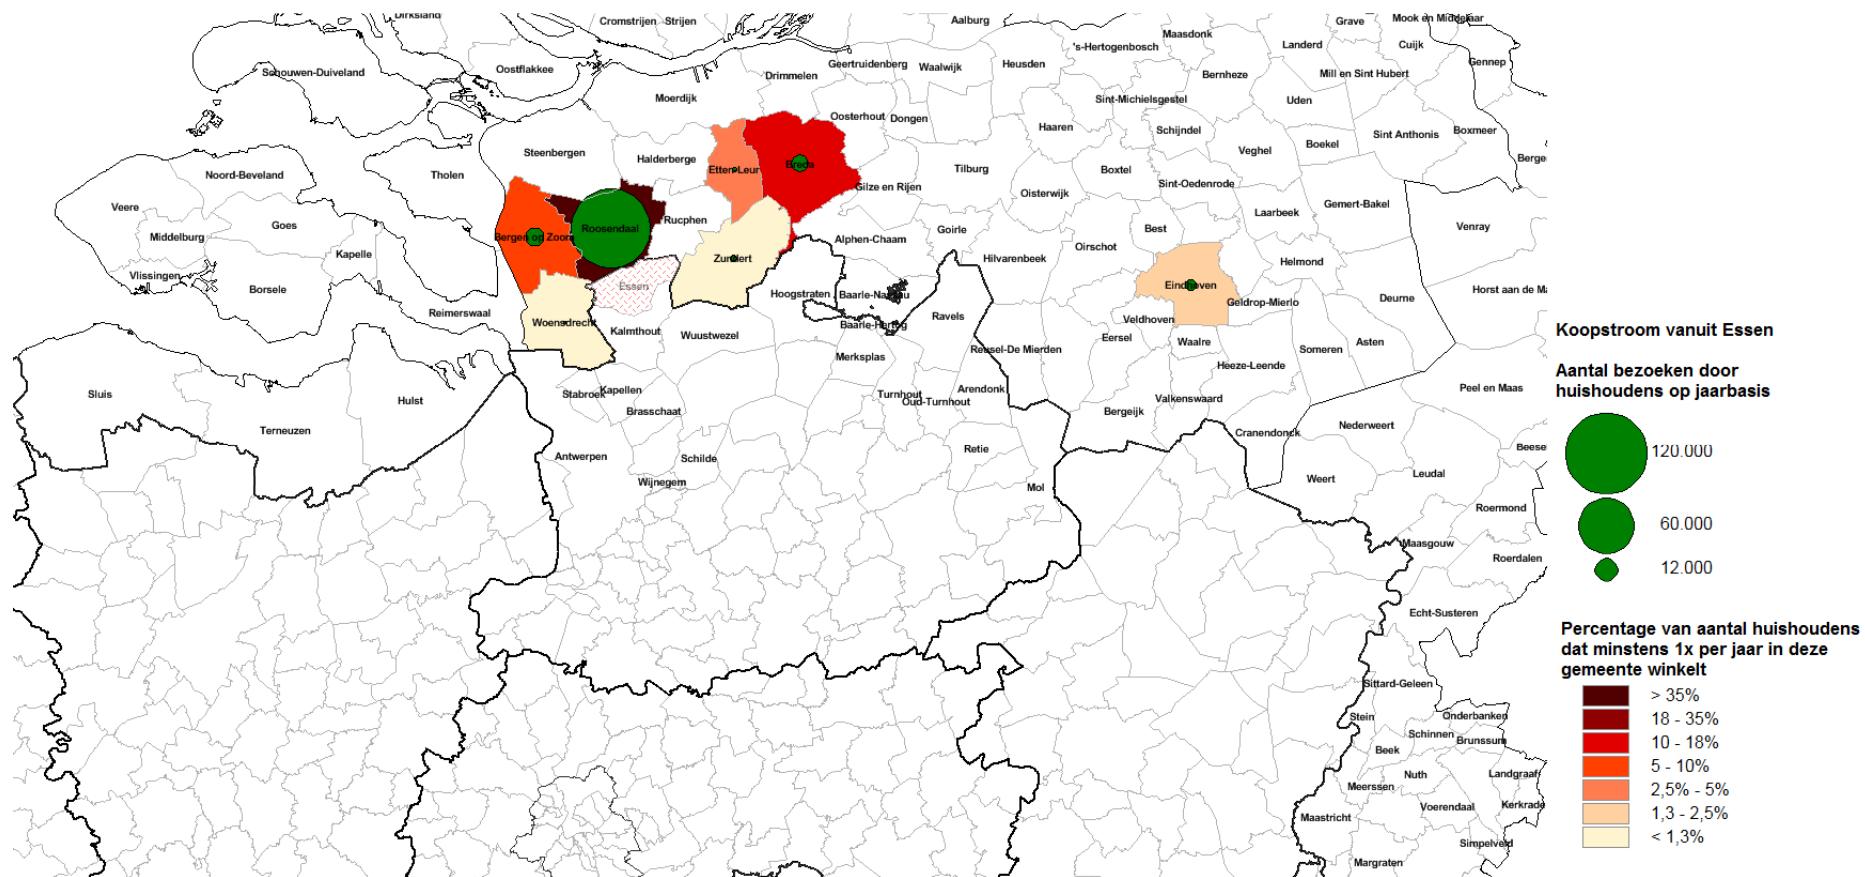 Dirksland
Cromstrijen
Strijen
Aalburg
Grave
Mook en Middelaar
Maasdonk
's-Hertogenbosch
Landerd
Cuijk
Geertruidenberg
Waalwijk
Heusden
Gennep
Schouwen-Duiveland
Oostflakkee
Drimmelen
Bernheze
Mill en Sint Hubert
Moerdijk
Sint-Michielsgestel
Uden
Oosterhout
Dongen
Haaren
Schijndel
Sint Anthonis
Boxmeer
Steenbergen
Halderberge
Veghel
Boekel
Etten-Leur
Breda
Tilburg
Boxtel
Noord-Beveland
Tholen
Gilze en Rijen
Oisterwijk
Sint-Oedenrode
Veere
Laarbeek
Gemert-Bakel
Goes
Rucphen
Roosendaal
Best
Venray
Middelburg
Bergen op Zoom
Alphen-Chaam
Goirle
Oirschot
Kapelle
Zundert
Hilvarenbeek
Helmond
Vlissingen
Borsele
Essen
Hoogstraten
Baarle-Nassau
Eindhoven
Geldrop-Mierlo
Deurne
Horst aan de Ma
Reimerswaal
Woensdrecht
Kalmthout
Wuustwezel
Baarle-Hertog
Ravels
Veldhoven
Eersel
Waalre
Merksplas
Reusel-De Mierden
Someren
Asten
Heeze-Leende
Sluis
Hulst
Stabroek
Kapellen
Turnhout
Arendonk
Oud-Turnhout
Valkenswaard
Peel en Maas
Brasschaat
Bergeijk
Terneuzen
Cranendonck
Nederweert
Antwerpen
Schilde
Retie
Wijnegem
Mol
Weert
Leudal
Roermond
Maasgouw
Roerdalen
Echt-Susteren
Sittard-Geleen
Stein
Onderbanken
Schinnen
Brunssum
Beek
Nuth
Landgraaf
Meerssen
Voerendaal
Kerkrade
Maastricht
Simpelveld
Margraten
Koopstroom vanuit Essen
Aantal bezoeken door
huishoudens op jaarbasis
120.000
60.000
12.000
Percentage van aantal huishoudens
dat minstens 1x per jaar in deze
gemeente winkelt
> 35%
18 - 35%
10 - 18%
5 - 10%
2,5% - 5%
1,3 - 2,5%
< 1,3%